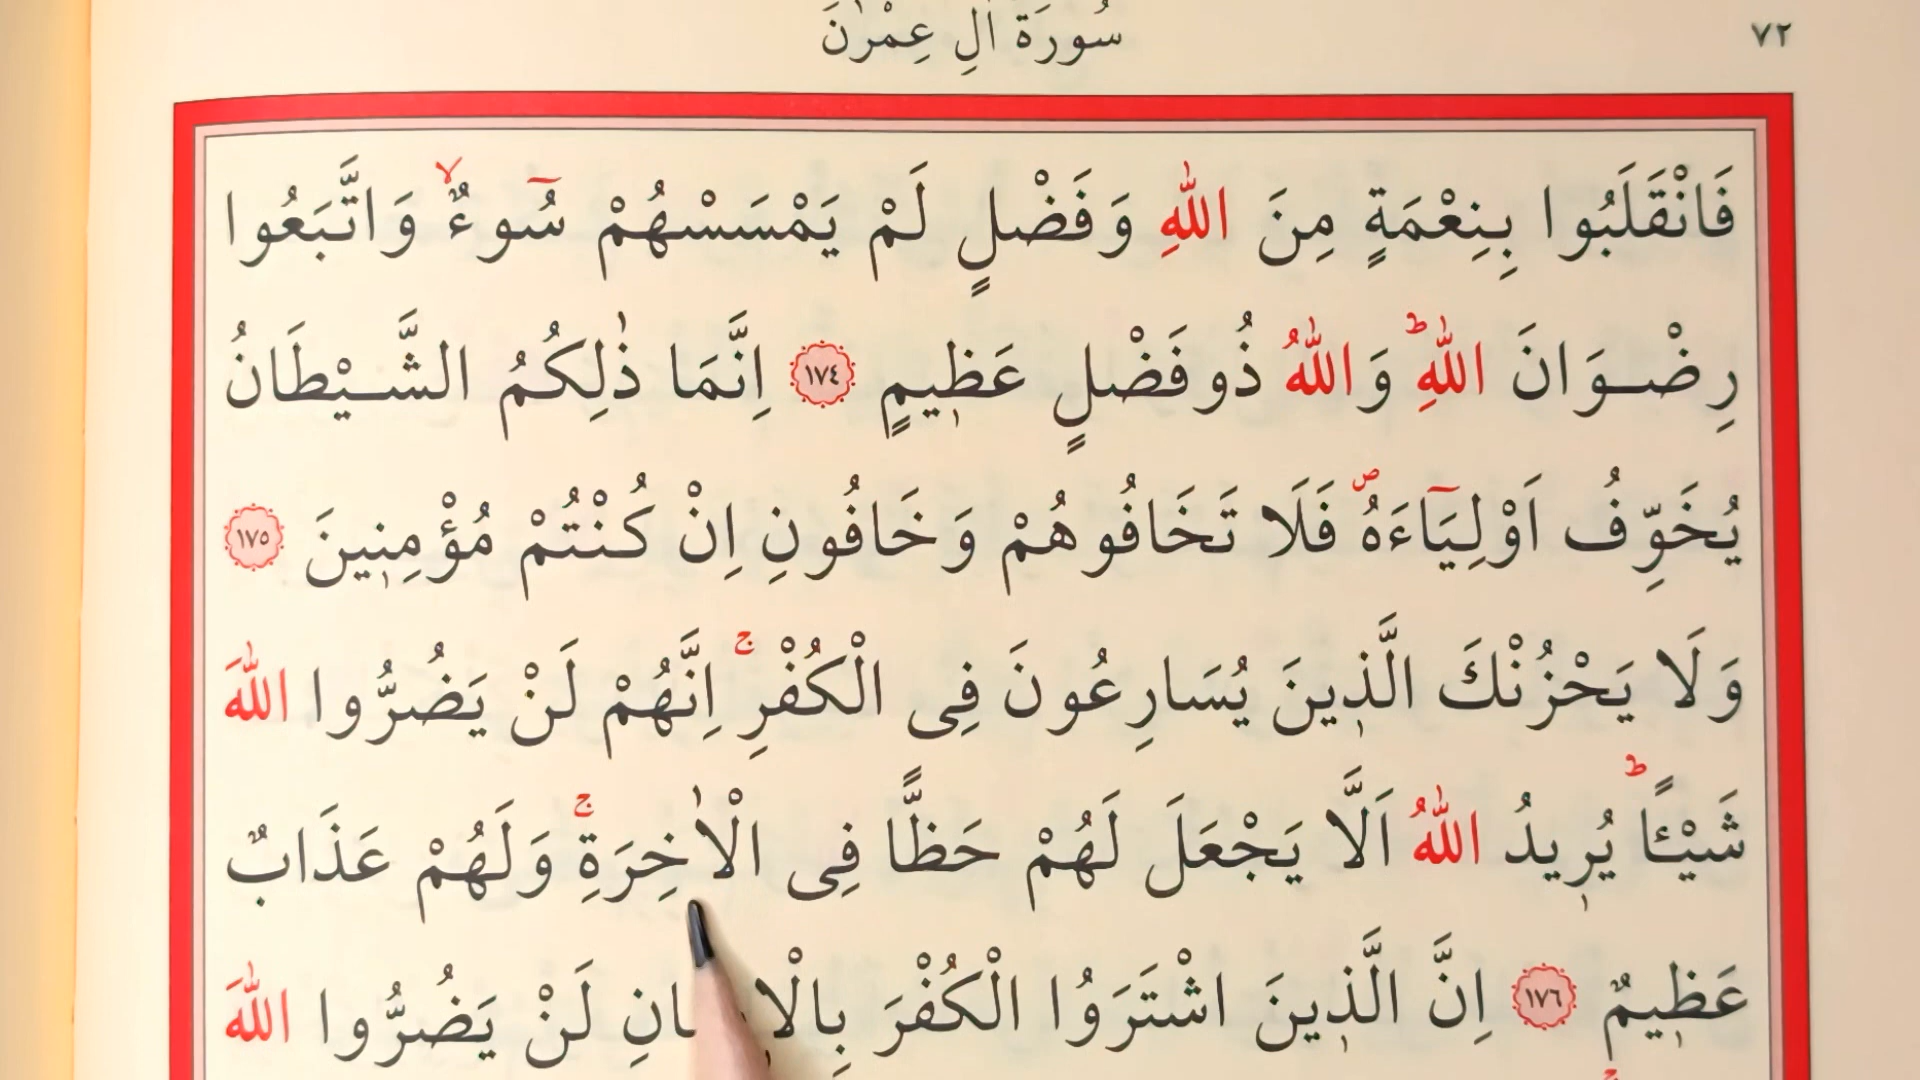 سُورَةُ اٰلِ عِمْرٰنَ ٧٢
فَانْقَلَبُوا بِنِعْمَةٍ مِنَ اللّٰهِ وَفَضْلٍ لَمْ يَمْسَسْهُمْ سُٓوءٌۙ وَاتَّبَعُوا
رِضْوَانَ اللّٰهِۜ وَاللّٰهُ ذُو فَضْلٍ عَظ۪يمٍ ١٧٤ اِنَّمَا ذٰلِكُمُ الشَّيْطَانُ
يُخَوِّفُ اَوْلِيَٓاءَهُۖ فَلَا تَخَافُوهُمْ وَخَافُونِ اِنْ كُنْتُمْ مُؤْمِن۪ينَ ١٧٥
وَلَا يَحْزُنْكَ الَّذ۪ينَ يُسَارِعُونَ فِى الْكُفْرِۚ اِنَّهُمْ لَنْ يَضُرُّوا اللّٰهَ
شَيْـًٔاۜ يُر۪يدُ اللّٰهُ اَلَّا يَجْعَلَ لَهُمْ حَظًّا فِى الْاٰخِرَةِۚ وَلَهُمْ عَذَابٌ
عَظ۪يمٌ ١٧٦ اِنَّ الَّذ۪ينَ اشْتَرَوُا الْكُفْرَ لَنْ يَضُرُّوا اللّٰهَ